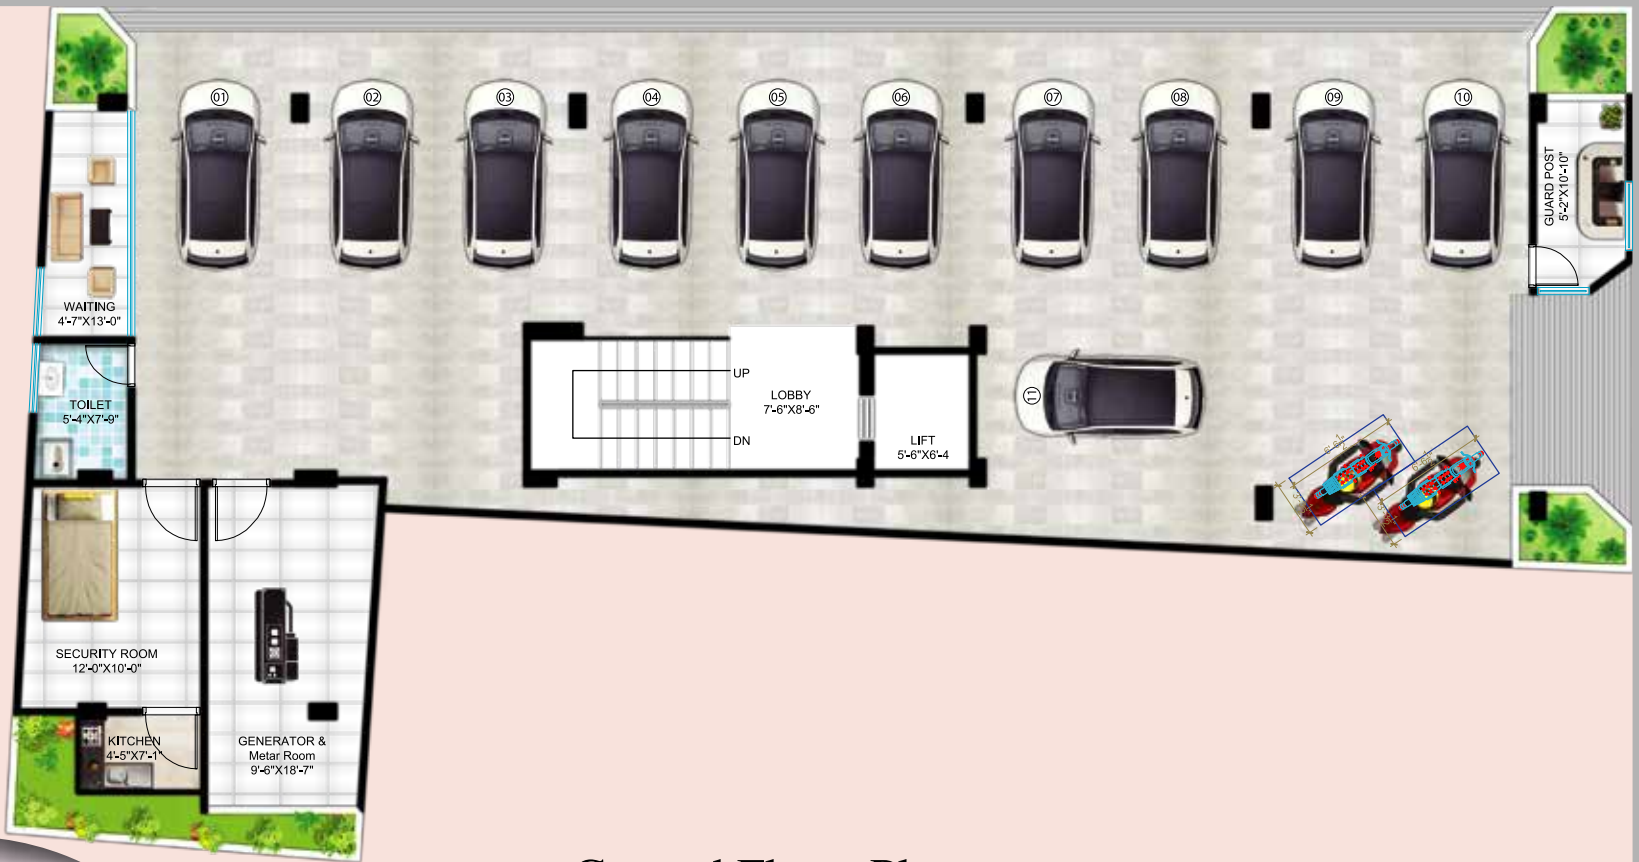 01
02
03
04
05
06
07
08
09
10
GUARD POST
5'-2"X10'-10"
WAITING
4'-7"X13'-0"
UP
LOBBY
7'-6"X8'-6"
DN
11
TOILET
5'-4"X7'-9"
LIFT
5'-6"X6'-4
SECURITY ROOM
12'-0"X10'-0"
KITCHEN
4'-5"X7'-1"
GENERATOR &
Metar Room
9'-6"X18'-7"